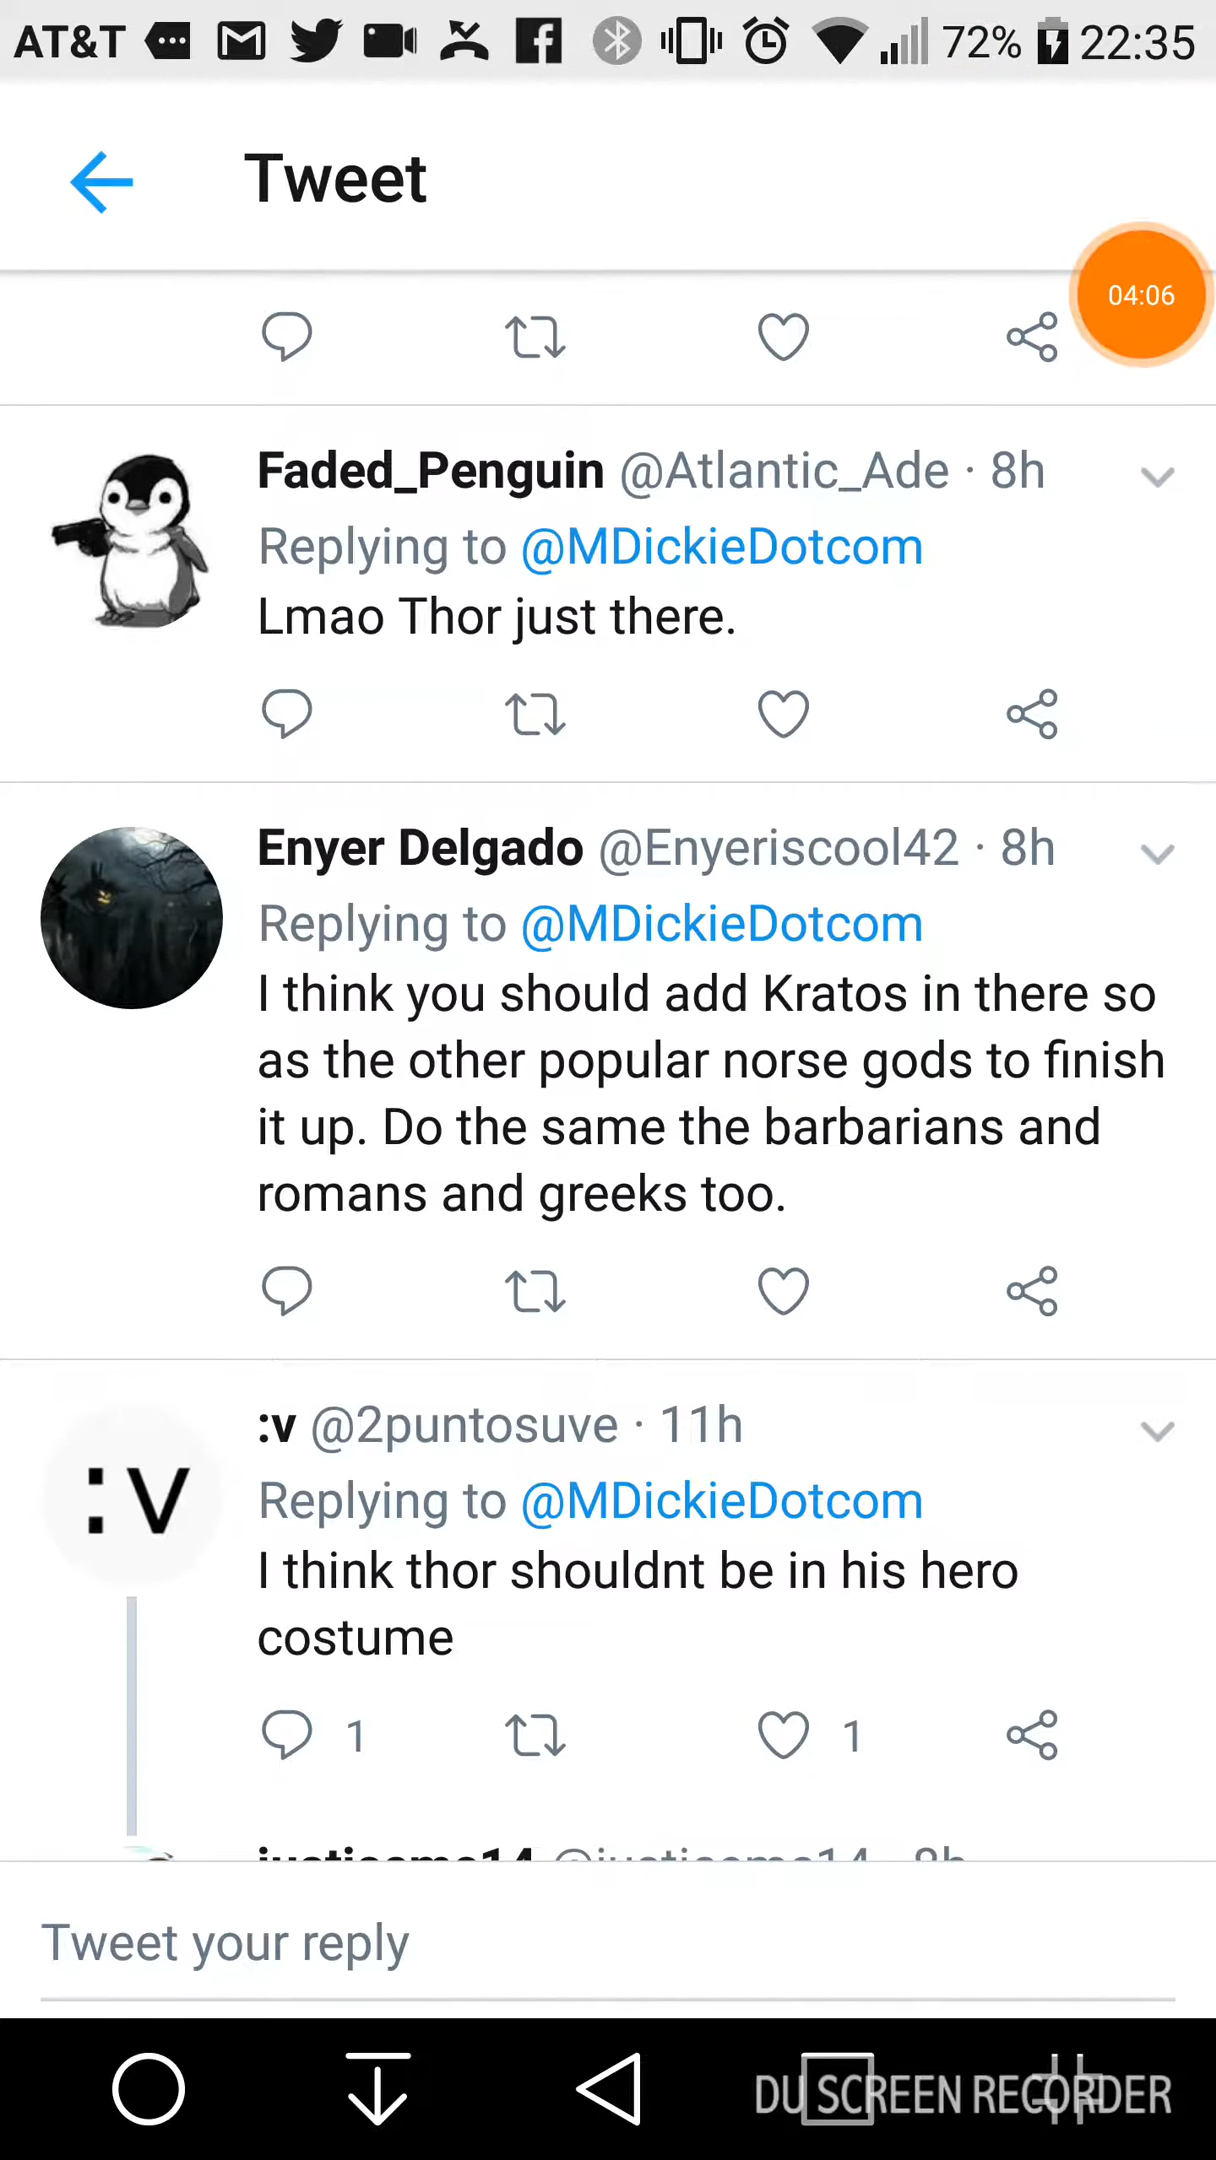 AT&T 72% 22:35
Tweet
04:06
Faded_Penguin @Atlantic_Ade · 8h
Replying to @MDickieDotcom
Lmao Thor just there.
Enyer Delgado @Enyeriscool42 · 8h
Replying to @MDickieDotcom
I think you should add Kratos in there so
as the other popular norse gods to finish
it up. Do the same the barbarians and
romans and greeks too.
:v
:v @2puntosuve · 11h
Replying to @MDickieDotcom
I think thor shouldnt be in his hero
costume
1 1
Tweet your reply
DU SCREEN RECORDER